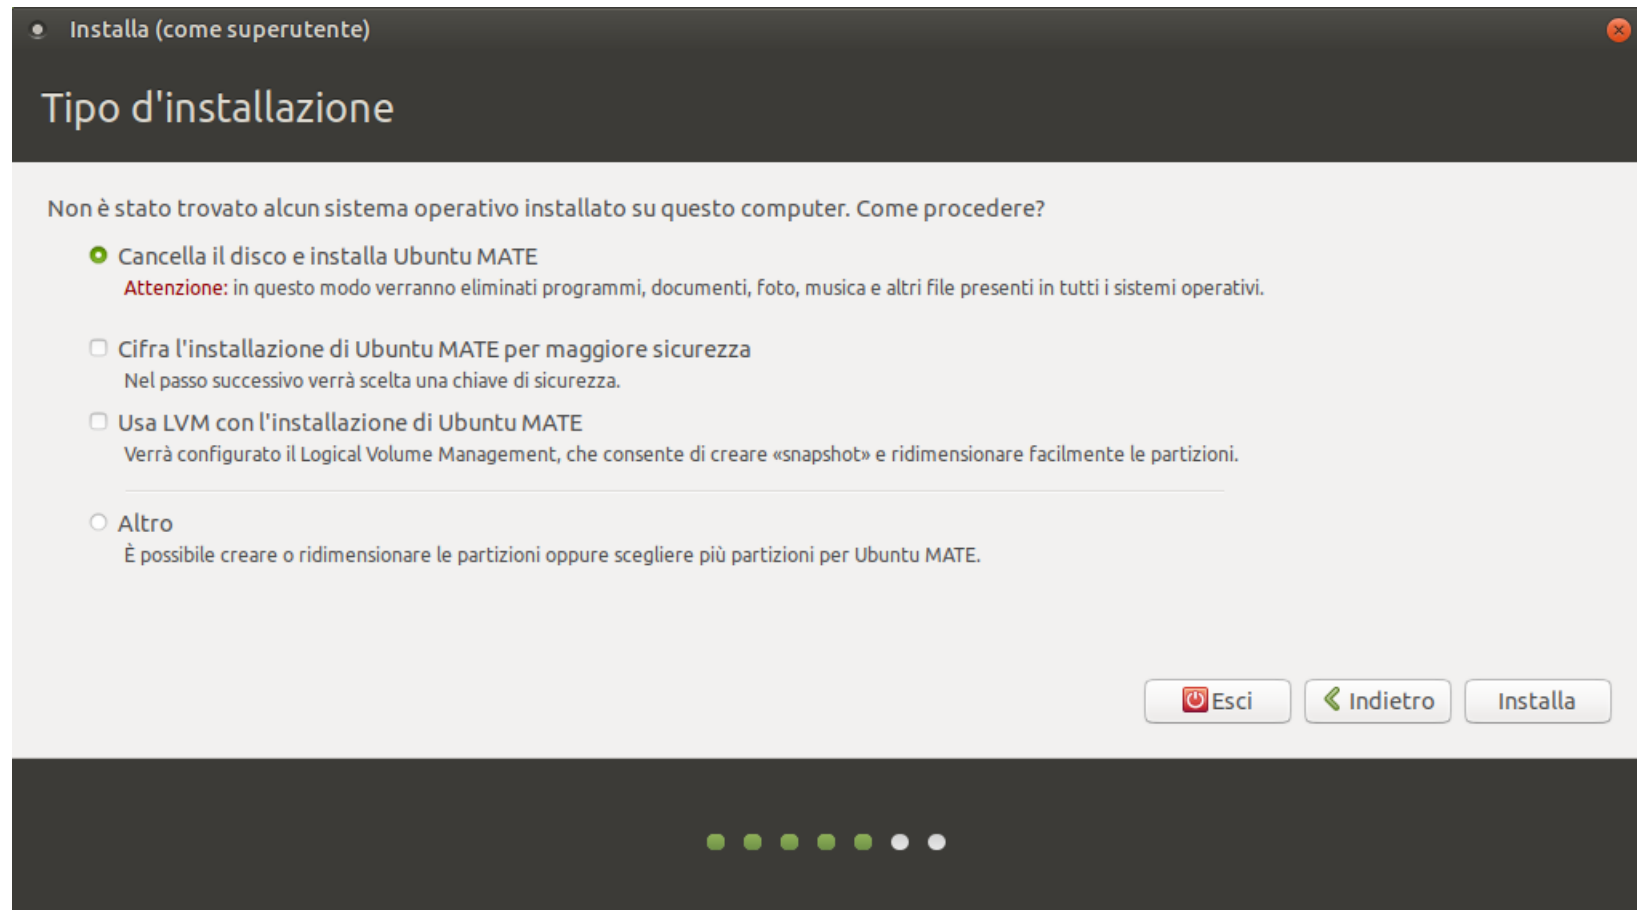 Installa (come superutente)
Tipo d'installazione
Non è stato trovato alcun sistema operativo installato su questo computer. Come procedere?
Cancella il disco e installa Ubuntu MATE
Attenzione: in questo modo verranno eliminati programmi, documenti, foto, musica e altri file presenti in tutti i sistemi operativi.
Cifra l'installazione di Ubuntu MATE per maggiore sicurezza
Nel passo successivo verrà scelta una chiave di sicurezza.
Usa LVM con l'installazione di Ubuntu MATE
Verrà configurato il Logical Volume Management, che consente di creare «snapshot» e ridimensionare facilmente le partizioni.
Altro
È possibile creare o ridimensionare le partizioni oppure scegliere più partizioni per Ubuntu MATE.
Esci
Indietro
Installa